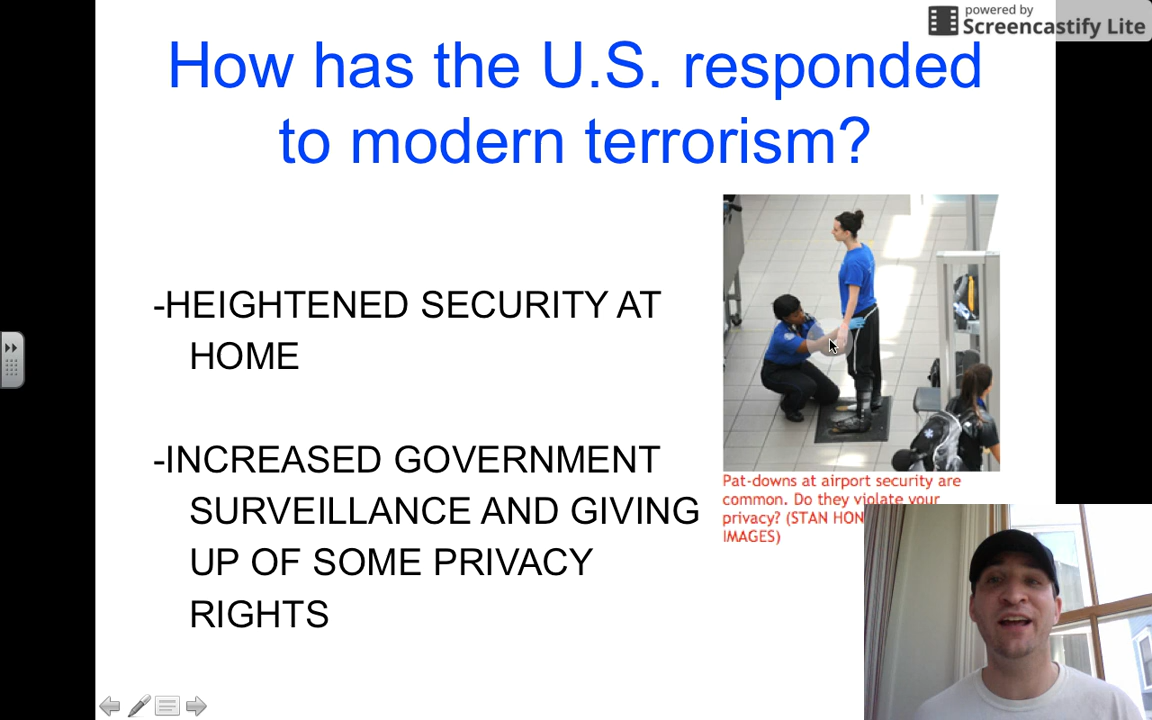 powered by
Screencastify Lite
How has the U.S. responded
to modern terrorism?
-HEIGHTENED SECURITY AT
HOME
-INCREASED GOVERNMENT
SURVEILLANCE AND GIVING
UP OF SOME PRIVACY
RIGHTS
Pat-downs at airport security are
common. Do they violate your
privacy? (STAN HON
IMAGES)